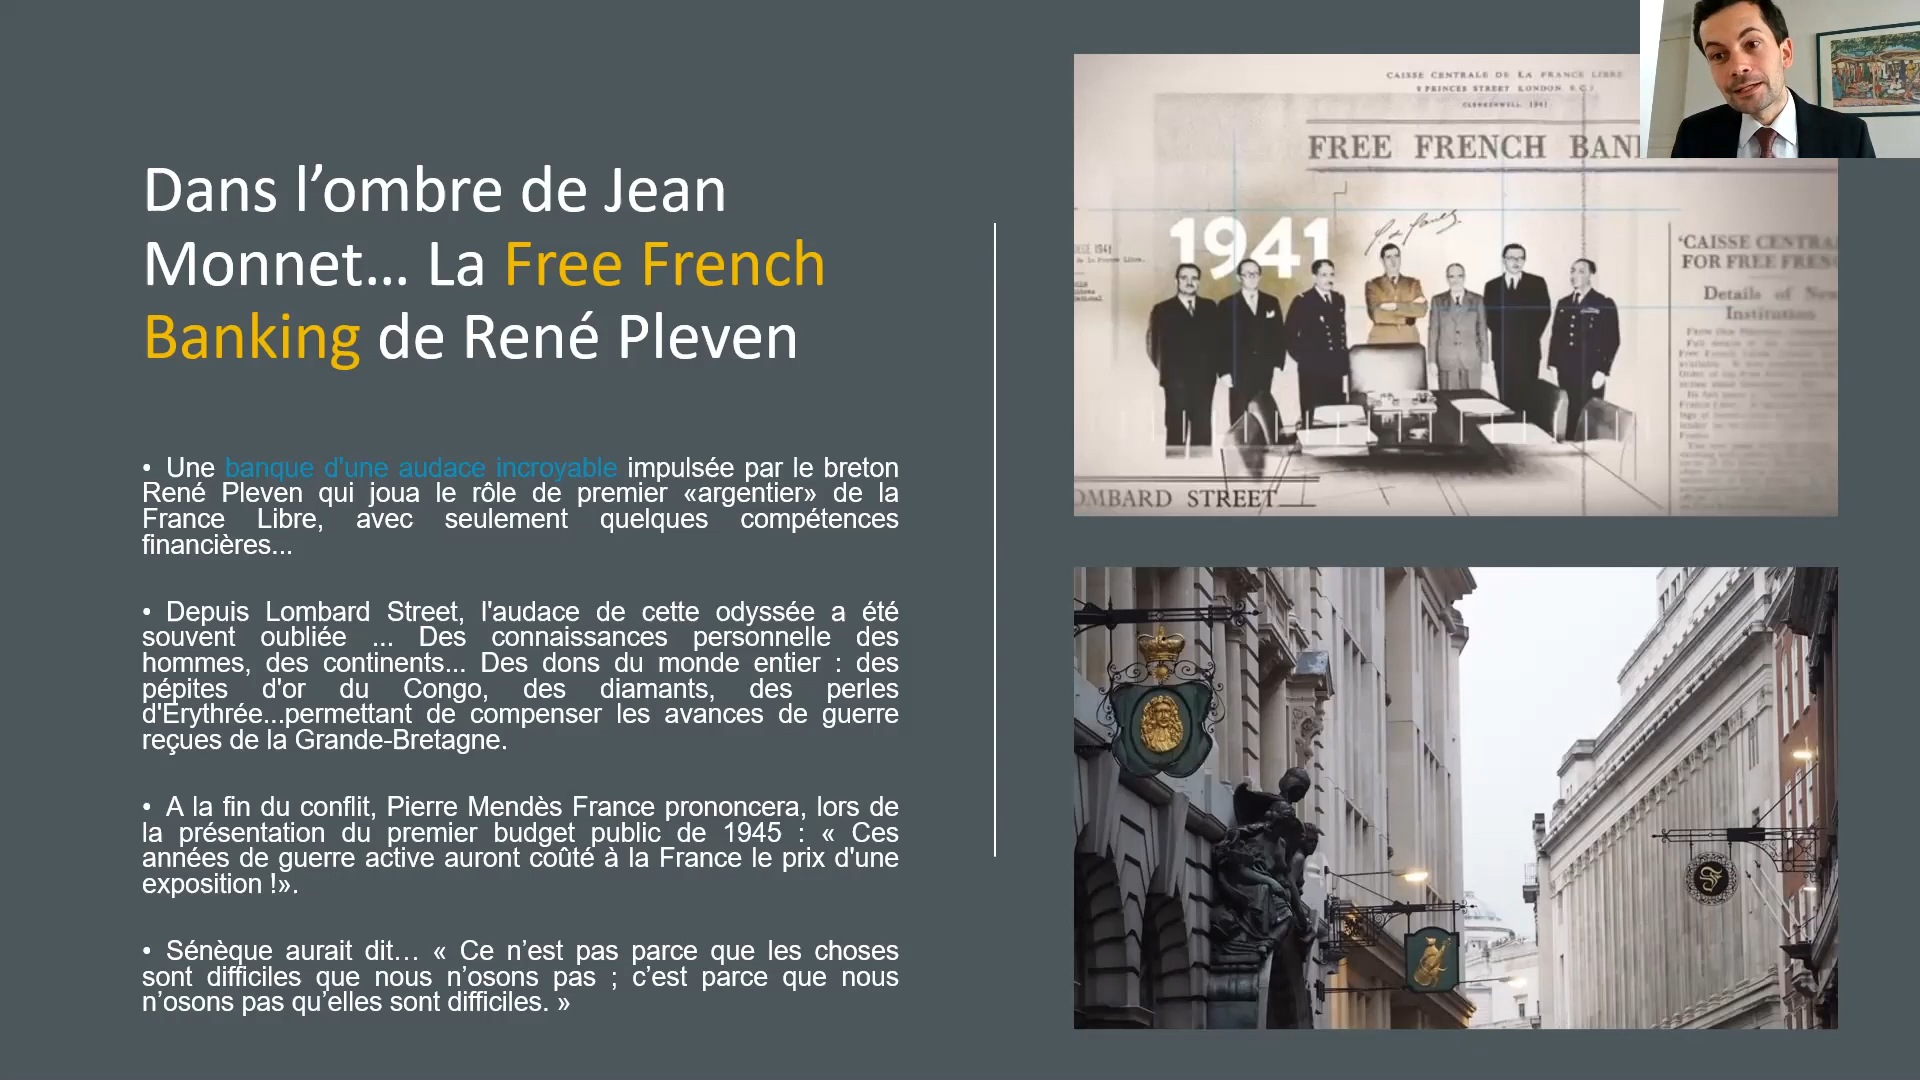 Dans l’ombre de Jean
Monnet… La Free French
Banking de René Pleven
• Une banque d'une audace incroyable impulsée par le breton
René Pleven qui joua le rôle de premier «argentier» de la
France Libre, avec seulement quelques compétences
financières...
• Depuis Lombard Street, l'audace de cette odyssée a été
souvent oubliée ... Des connaissances personnelle des
hommes, des continents... Des dons du monde entier : des
pépites d'or du Congo, des diamants, des perles
d'Erythrée...permettant de compenser les avances de guerre
reçues de la Grande-Bretagne.
• A la fin du conflit, Pierre Mendès France prononcera, lors de
la présentation du premier budget public de 1945 : « Ces
années de guerre active auront coûté à la France le prix d'une
exposition !».
• Sénèque aurait dit… « Ce n’est pas parce que les choses
sont difficiles que nous n’osons pas ; c’est parce que nous
n’osons pas qu’elles sont difficiles. »
CAISSE CENTRALE DE LA FRANCE LIBRE
PRINCES STREET LONDON, E.C.
1941
FREE FRENCH BAN
1941
'CAISSE CENTRA
FOR FREE FREN
Details of New
Institution
OMBARD STREET